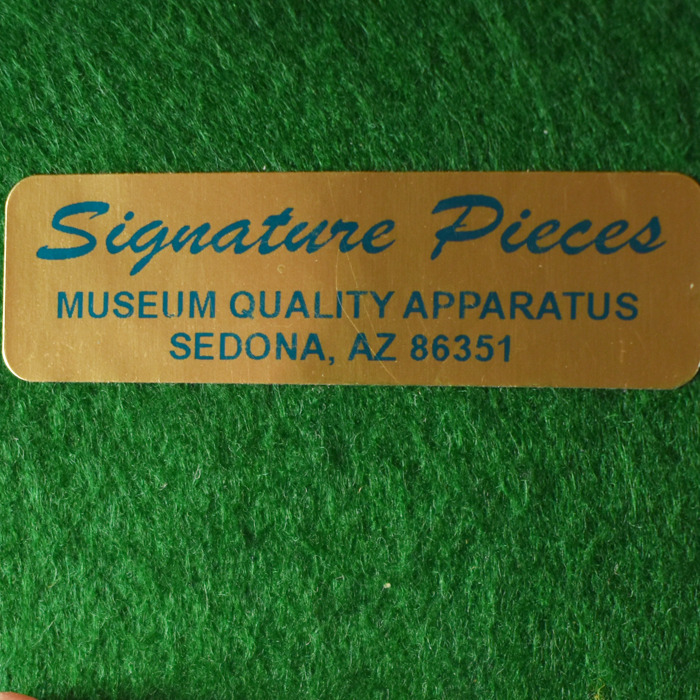 Signature Pieces
MUSEUM QUALITY APPARATUS
SEDONA, AZ 86351